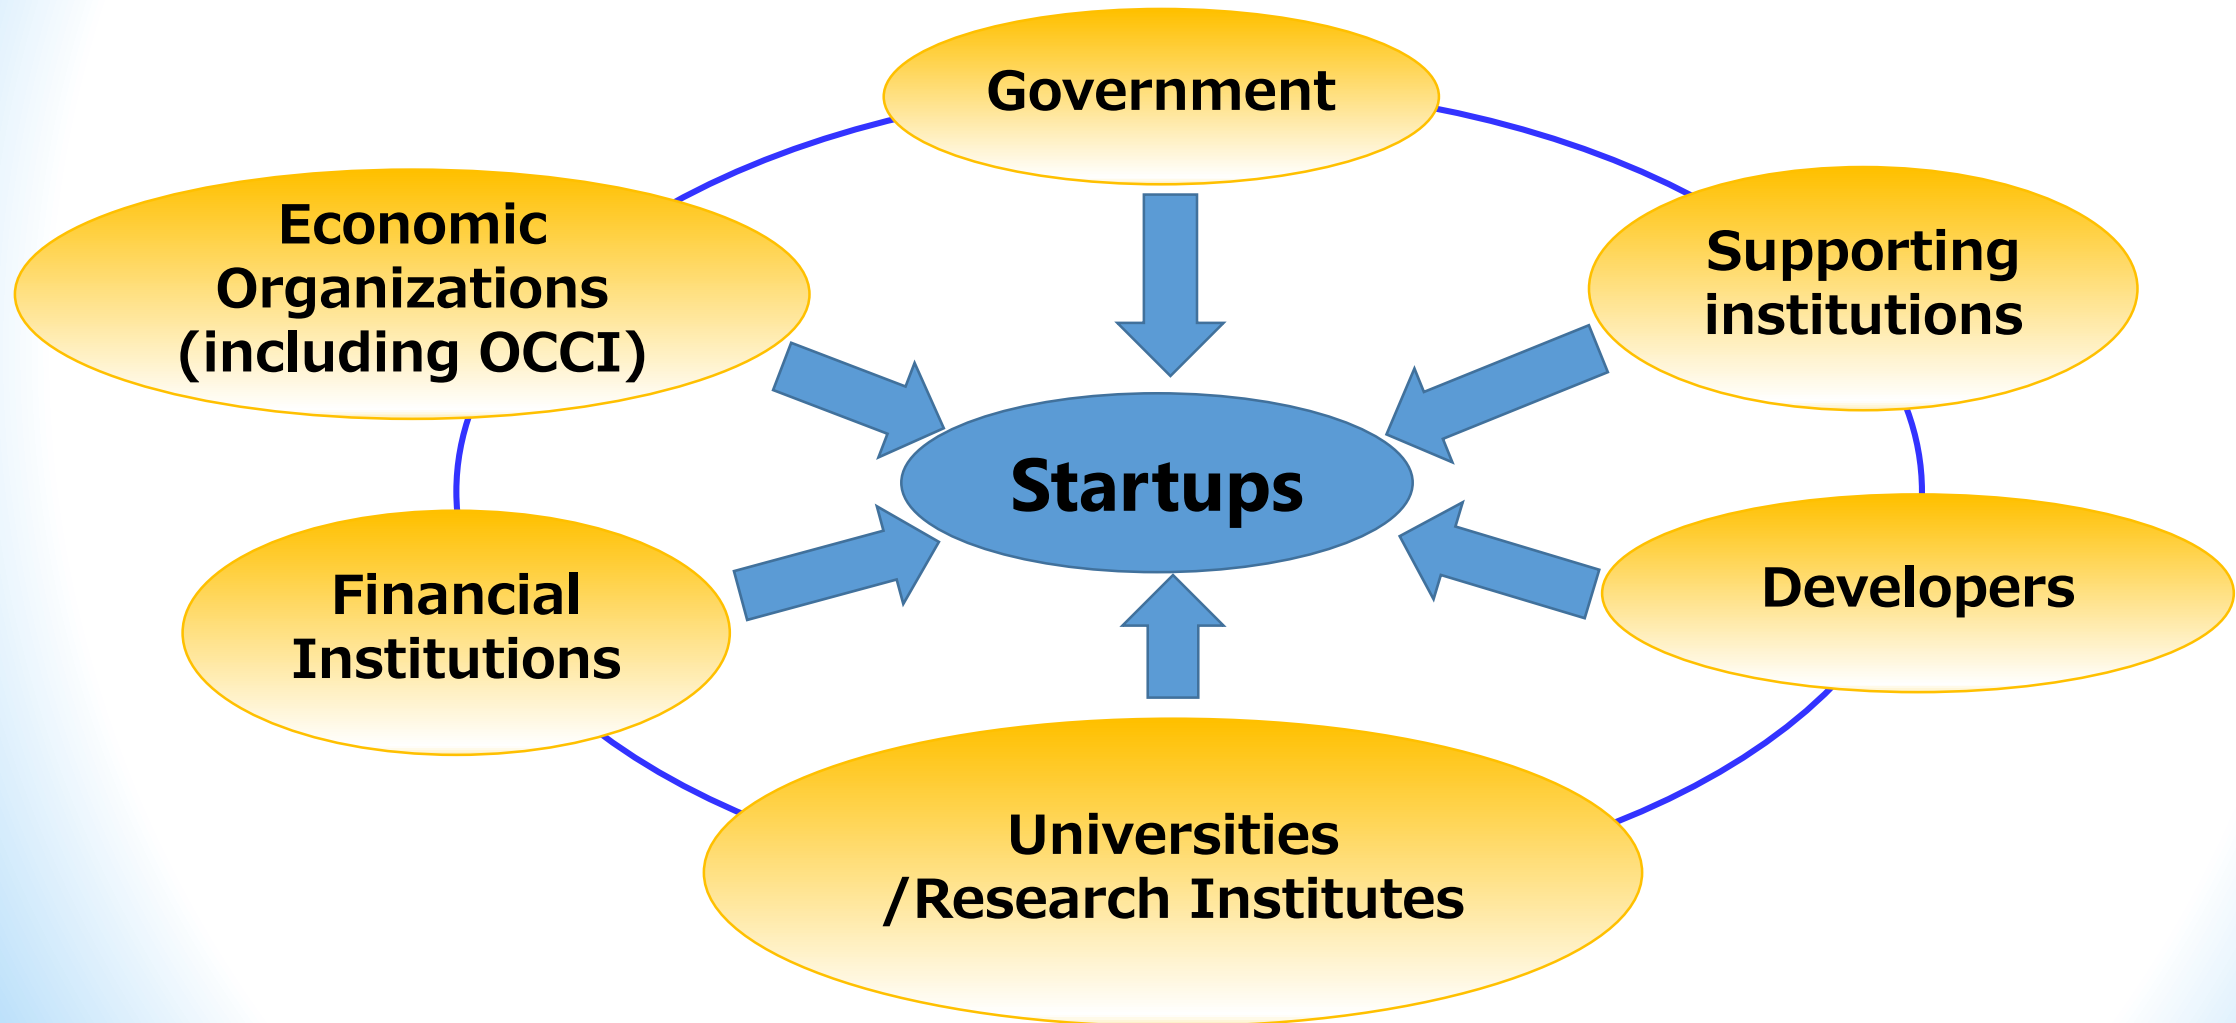 Government
Economic
Organizations
(including OCCI)
Supporting
institutions
Startups
Financial
Institutions
Developers
Universities
/Research Institutes